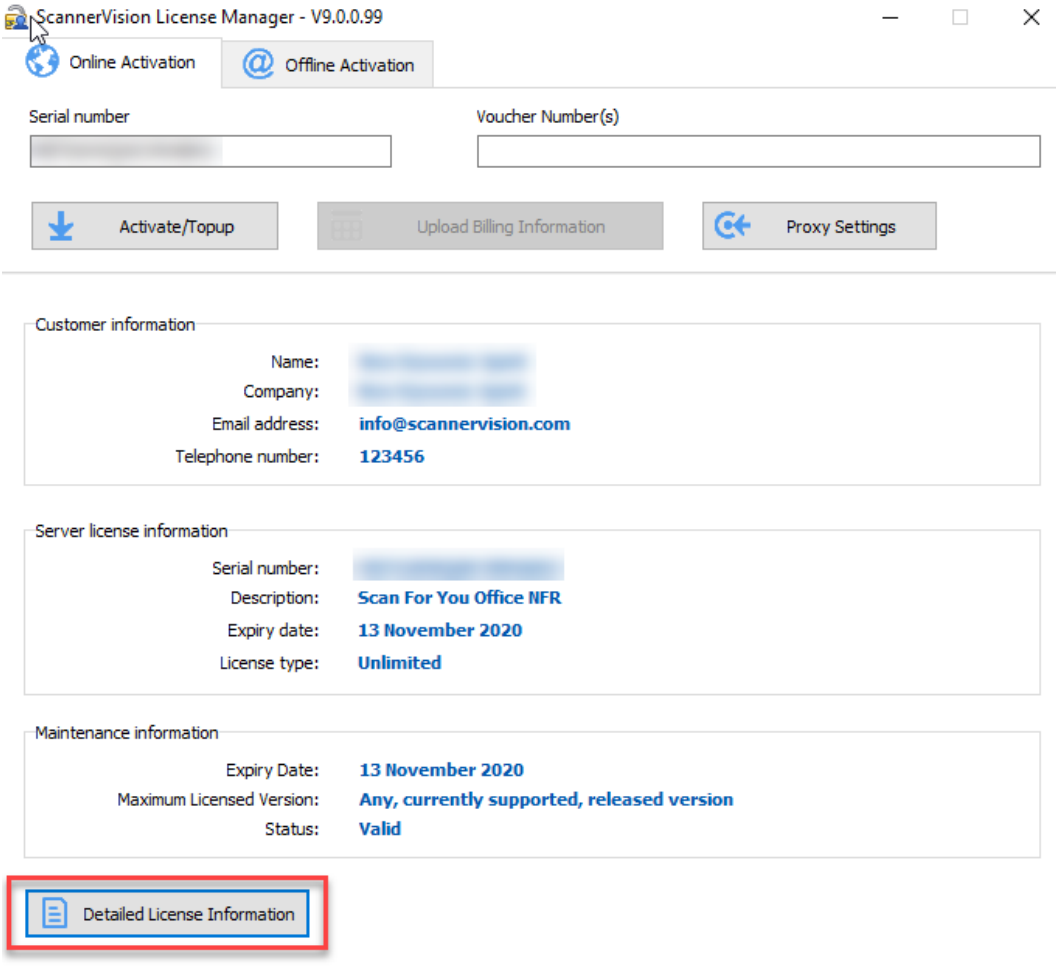 ScannerVision License Manager - V9.0.0.99
Online Activation
Offline Activation
Serial number
Voucher Number(s)
Activate/Topup
Upload Billing Information
Proxy Settings
Customer information
Name:
Company:
Email address: info@scannervision.com
Telephone number: 123456
Server license information
Serial number:
Description: Scan For You Office NFR
Expiry date: 13 November 2020
License type: Unlimited
Maintenance information
Expiry Date: 13 November 2020
Maximum Licensed Version: Any, currently supported, released version
Status: Valid
Detailed License Information